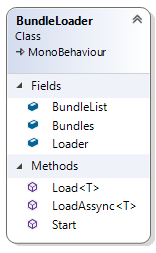 BundleLoader
Class
MonoBehaviour
Fields
BundleList
Bundles
Loader
Methods
Load<T>
LoadAssync<T>
Start